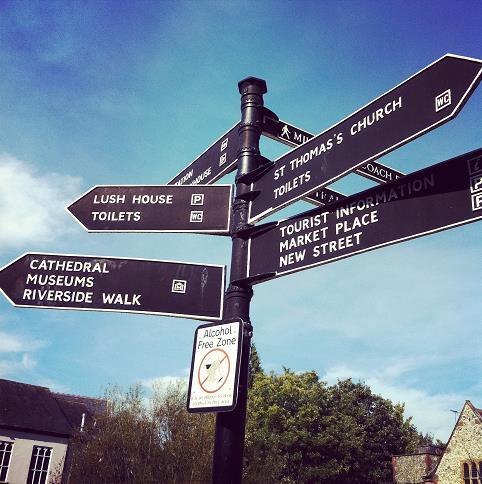 ST THOMAS'S CHURCH
WC
TOILETS
COACH
LUSH HOUSE P
TOILETS WC
TOURIST INFORMATION
MARKET PLACE
NEW STREET
CATHEDRAL
MUSEUMS
RIVERSIDE WALK
Alcohol
Free Zone